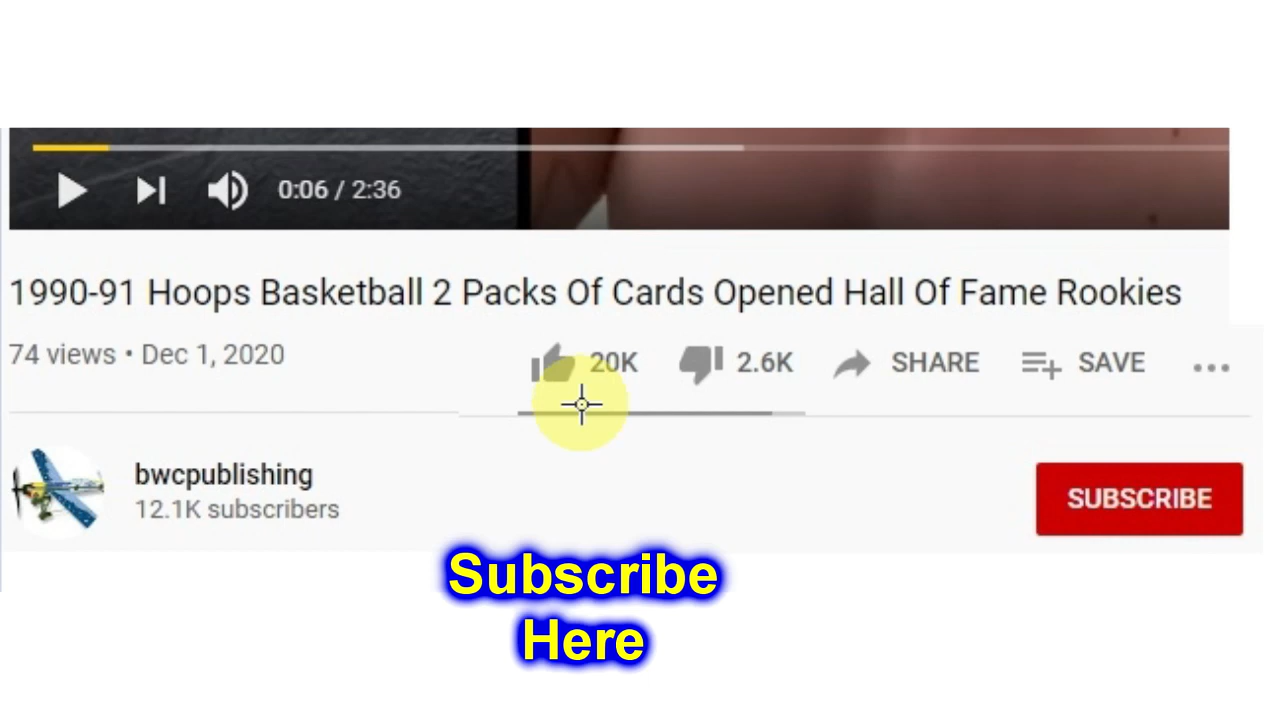 0:06 / 2:36
1990-91 Hoops Basketball 2 Packs Of Cards Opened Hall Of Fame Rookies
74 views • Dec 1, 2020
20K 2.6K SHARE SAVE
bwcpublishing
12.1K subscribers
SUBSCRIBE
Subscribe
Here